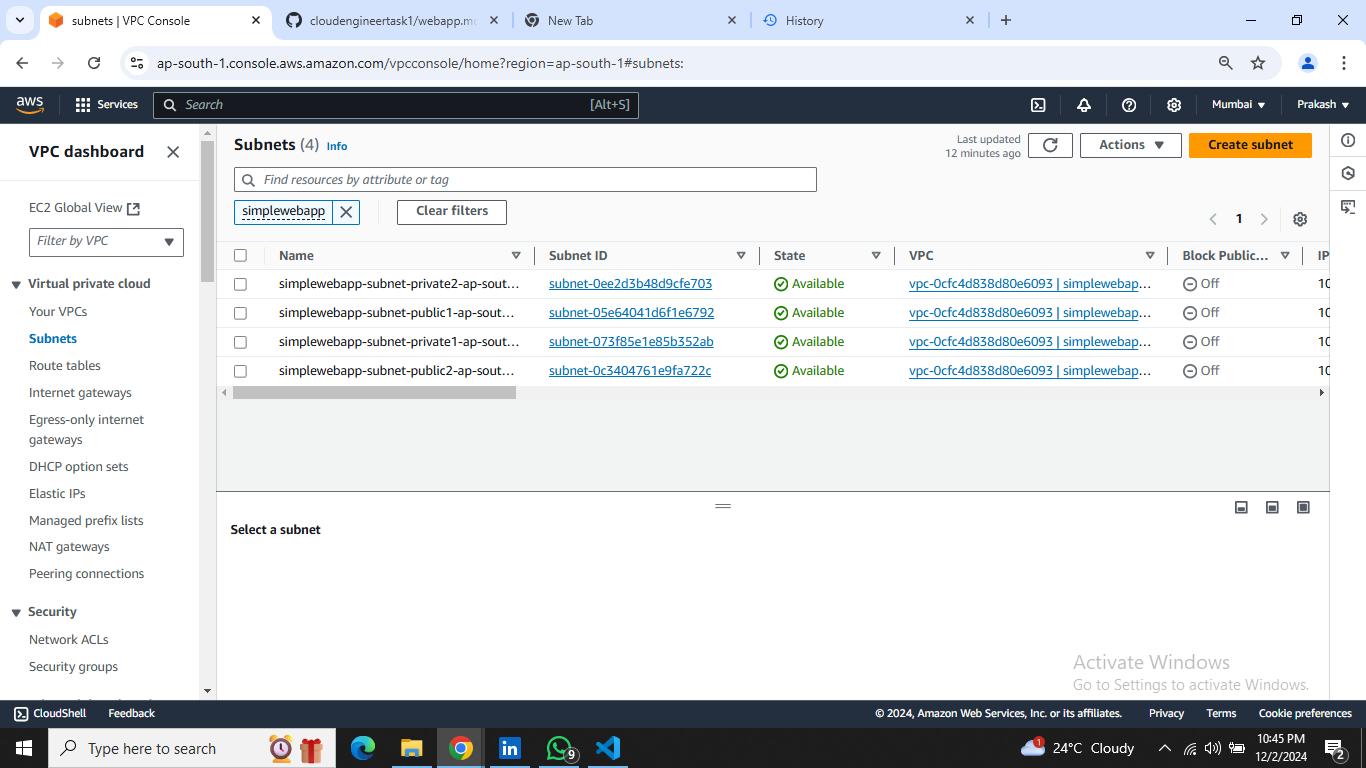 subnets | VPC Console
cloudengineertask1/webapp.md
New Tab
History
ap-south-1.console.aws.amazon.com/vpcconsole/home?region=ap-south-1#subnets:
aws
Services
Search
[Alt+S]
Mumbai
Prakash
VPC dashboard
EC2 Global View
Filter by VPC
Virtual private cloud
Your VPCs
Subnets
Route tables
Internet gateways
Egress-only internet
gateways
DHCP option sets
Elastic IPs
Managed prefix lists
NAT gateways
Peering connections
Security
Network ACLs
Security groups
Subnets (4) Info
Last updated
12 minutes ago
Actions
Create subnet
Find resources by attribute or tag
simplewebapp
Clear filters
1
Name Subnet ID State VPC Block Public... IP
simplewebapp-subnet-private2-ap-sout... subnet-0ee2d3b48d9cfe703 Available vpc-0cfc4d838d80e6093 | simplewebap... Off 10
simplewebapp-subnet-public1-ap-sout... subnet-05e64041d6f1e6792 Available vpc-0cfc4d838d80e6093 | simplewebap... Off 10
simplewebapp-subnet-private1-ap-sout... subnet-073f85e1e85b352ab Available vpc-0cfc4d838d80e6093 | simplewebap... Off 10
simplewebapp-subnet-public2-ap-sout... subnet-0c3404761e9fa722c Available vpc-0cfc4d838d80e6093 | simplewebap... Off 10
Select a subnet
Activate Windows
Go to Settings to activate Windows.
CloudShell Feedback
© 2024, Amazon Web Services, Inc. or its affiliates. Privacy Terms Cookie preferences
Type here to search
9
1
24°C Cloudy
10:45 PM
12/2/2024
2